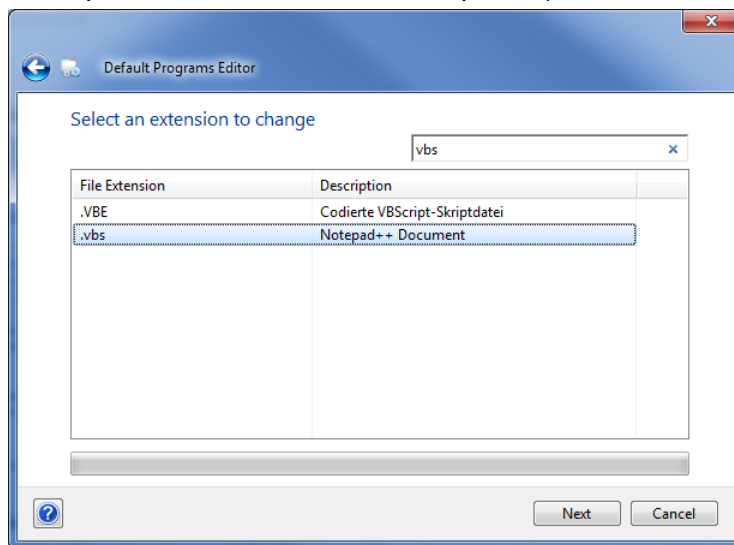 Default Programs Editor
Select an extension to change
vbs
File Extension Description
.VBE Codierte VBScript-Skriptdatei
.vbs Notepad++ Document
Next Cancel